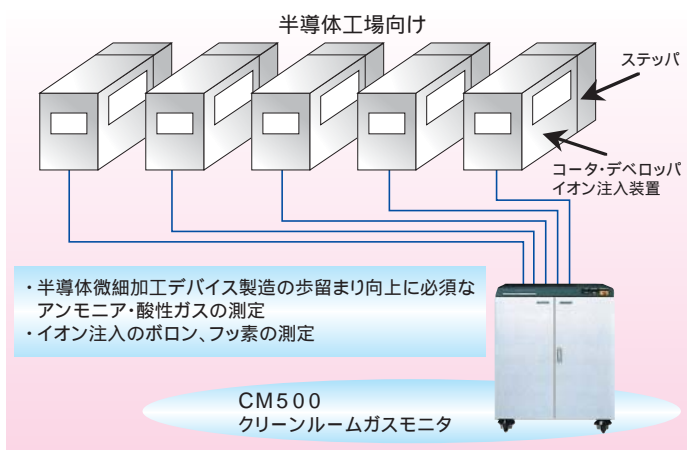 半導体工場向け
ステッパ
コータ・デベロッパ
イオン注入装置
・半導体微細加工デバイス製造の歩留まり向上に必須な
アンモニア・酸性ガスの測定
・イオン注入のボロン、フッ素の測定
CM500
クリーンルームガスモニタ